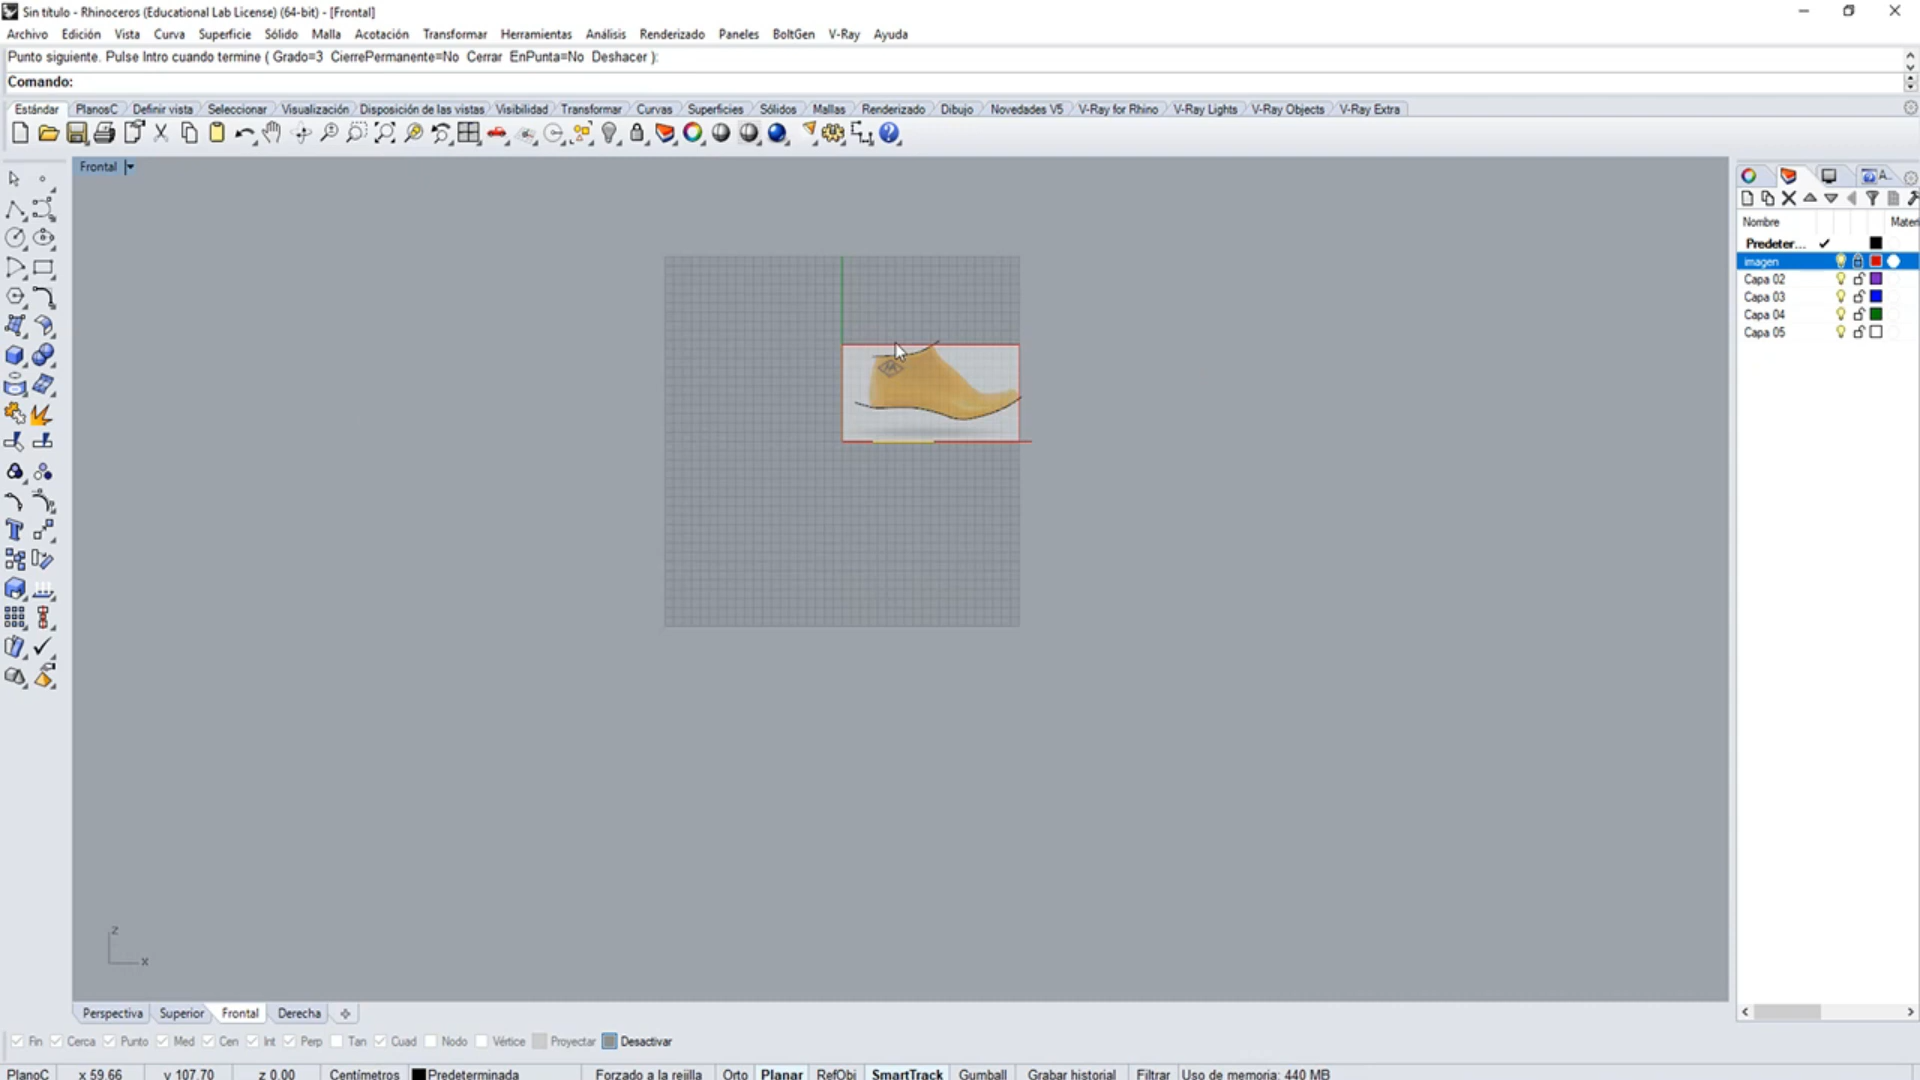 Sin título - Rhinoceros (Educational Lab License) (64-bit) - [Frontal]
Archivo Edición Vista Curva Superficie Sólido Malla Acotación Transformar Herramientas Análisis Renderizado Paneles BoltGen V-Ray Ayuda
Punto siguiente. Pulse Intro cuando termine ( Grado=3 CierrePermanente=No Cerrar EnPunta=No Deshacer ):
Comando:
Estándar PlanosC Definir vista Seleccionar Visualización Disposición de las vistas Visibilidad Transformar Curvas Superficies Sólidos Mallas Renderizado Dibujo Novedades V5 V-Ray for Rhino V-Ray Lights V-Ray Objects V-Ray Extra
Frontal
A...
Nombre Materi
Predeter...
imagen
Capa 02
Capa 03
Capa 04
Capa 05
z
x
Perspectiva Superior Frontal Derecha
Fin Cerca Punto Med Cen Int Perp Tan Cuad Nodo Vértice Proyectar Desactivar
PlanoC x 59.66 y 107.70 z 0.00 Centímetros Predeterminada Forzado a la rejilla Orto Planar RefObj SmartTrack Gumball Grabar historial Filtrar Uso de memoria: 440 MB